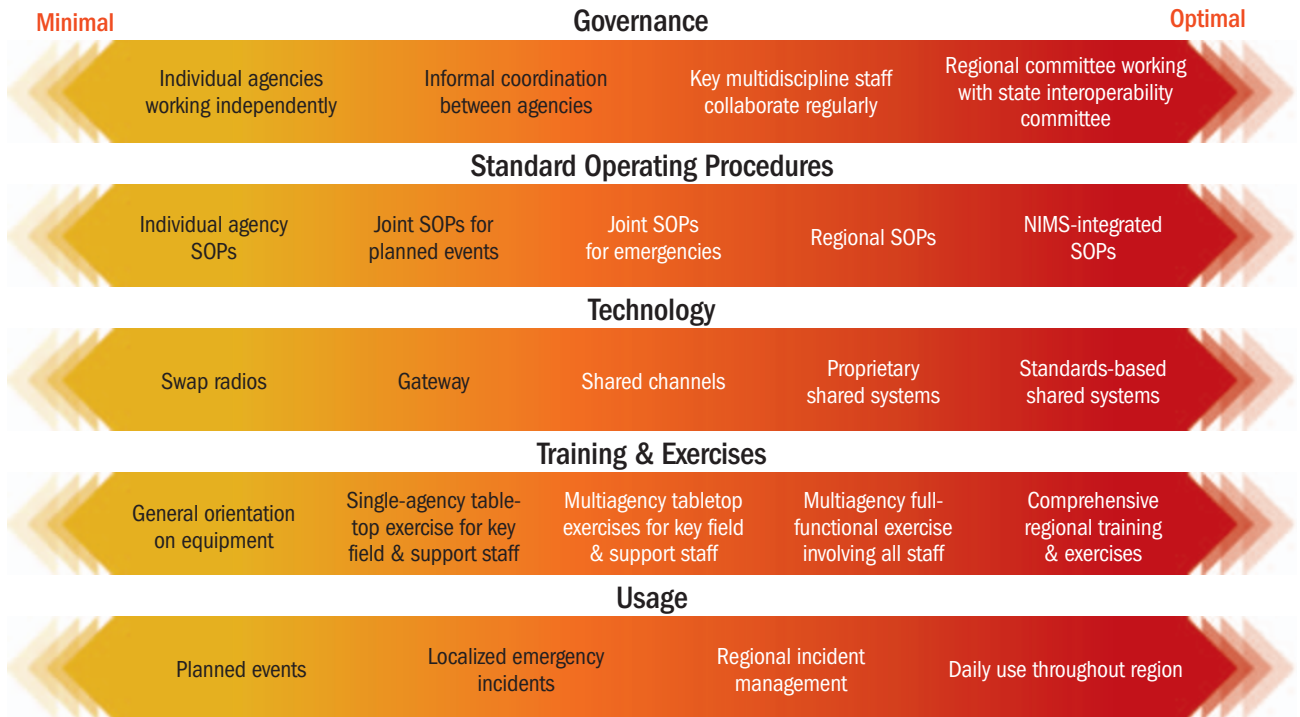 Minimal
Governance
Optimal
Individual agencies
working independently
Informal coordination
between agencies
Key multidiscipline staff
collaborate regularly
Regional committee working
with state interoperability
committee
Standard Operating Procedures
Individual agency
SOPs
Joint SOPs for
planned events
Joint SOPs
for emergencies
Regional SOPs
NIMS-integrated
SOPs
Technology
Swap radios
Gateway
Shared channels
Proprietary
shared systems
Standards-based
shared systems
Training & Exercises
General orientation
on equipment
Single-agency table-
top exercise for key
field & support staff
Multiagency tabletop
exercises for key field
& support staff
Multiagency full-
functional exercise
involving all staff
Comprehensive
regional training
& exercises
Usage
Planned events
Localized emergency
incidents
Regional incident
management
Daily use throughout region